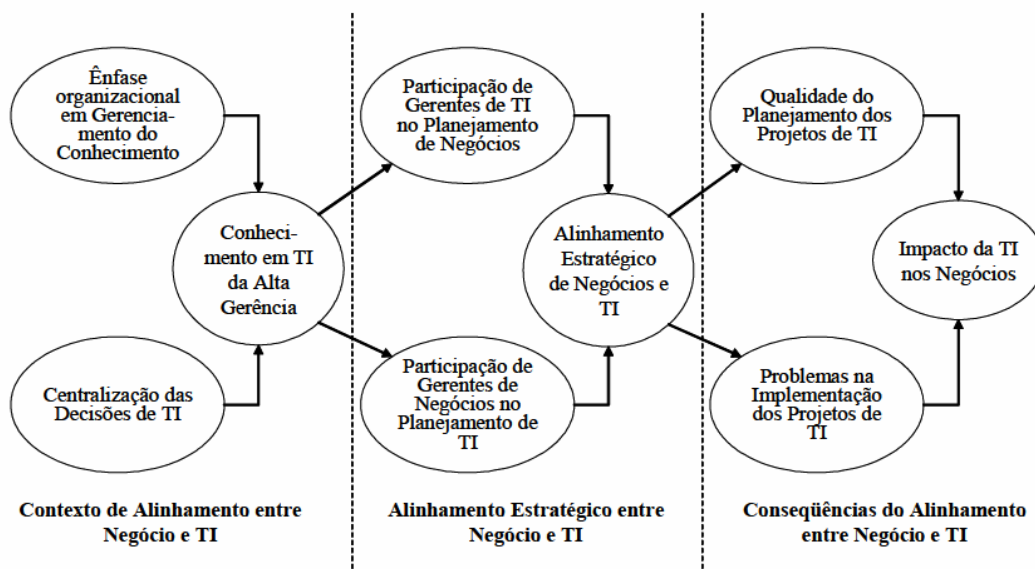 Ênfase
organizacional
em Gerencia-
mento do
Conhecimento
Centralização das
Decisões de TI
Conheci-
mento em TI
da Alta
Gerência
Contexto de Alinhamento entre
Negócio e TI
Participação de
Gerentes de TI
no Planejamento
de Negócios
Participação de
Gerentes de
Negócios no
Planejamento de
TI
Alinhamento
Estratégico
de Negócios e
TI
Alinhamento Estratégico entre
Negócio e TI
Qualidade do
Planejamento dos
Projetos de TI
Problemas na
Implementação
dos Projetos de
TI
Impacto da TI
nos Negócios
Conseqüências do Alinhamento
entre Negócio e TI